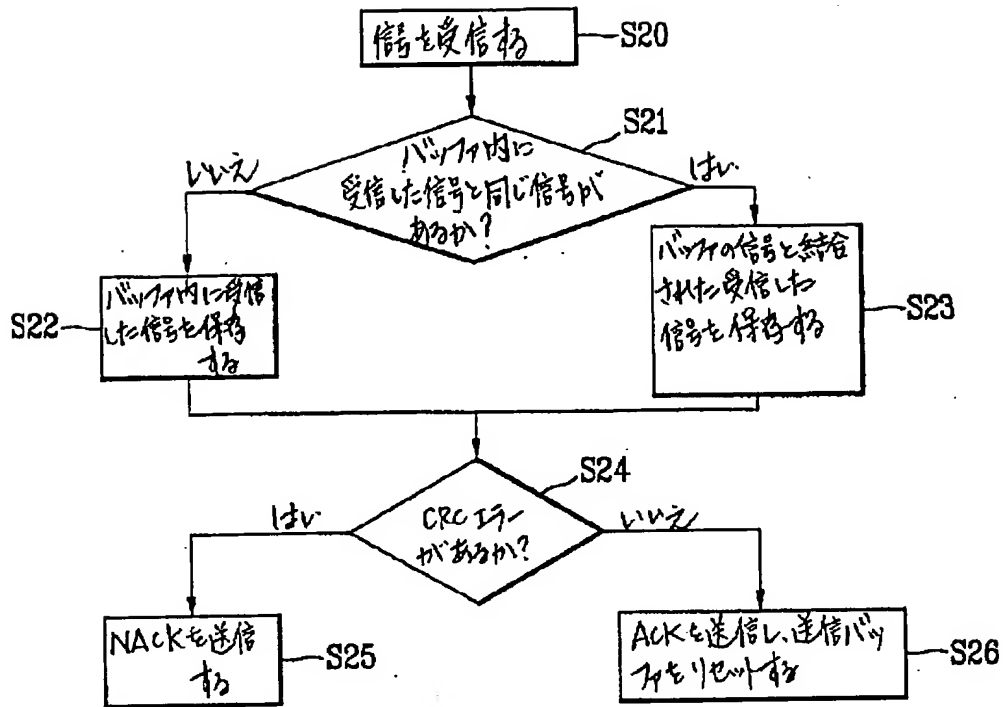 信号を受信する
S20
S21
バッファ内に
受信した信号と同じ信号が
あるか?
いいえ
はい
バッファ内に受信
した信号を保存
する
S22
バッファの信号と結合
された受信した
信号を保存する
S23
S24
CRCエラー
があるか?
はい
いいえ
NACKを送信
する
S25
ACKを送信し、送信バッ
ファをリセットする
S26